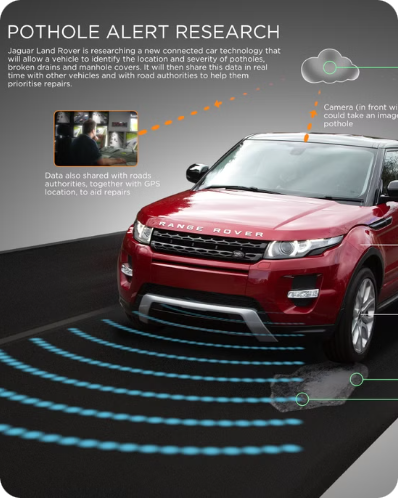 POTHOLE ALERT RESEARCH
Jaguar Land Rover is researching a new connected car technology that
will allow a vehicle to identify the location and severity of potholes,
broken drains and manhole covers. It will then share this data in real
time with other vehicles and with road authorities to help them
prioritise repairs.
Camera (in front wi
could take an imag
pothole
Data also shared with roads
authorities, together with GPS
location, to aid repairs
RANGE ROVER